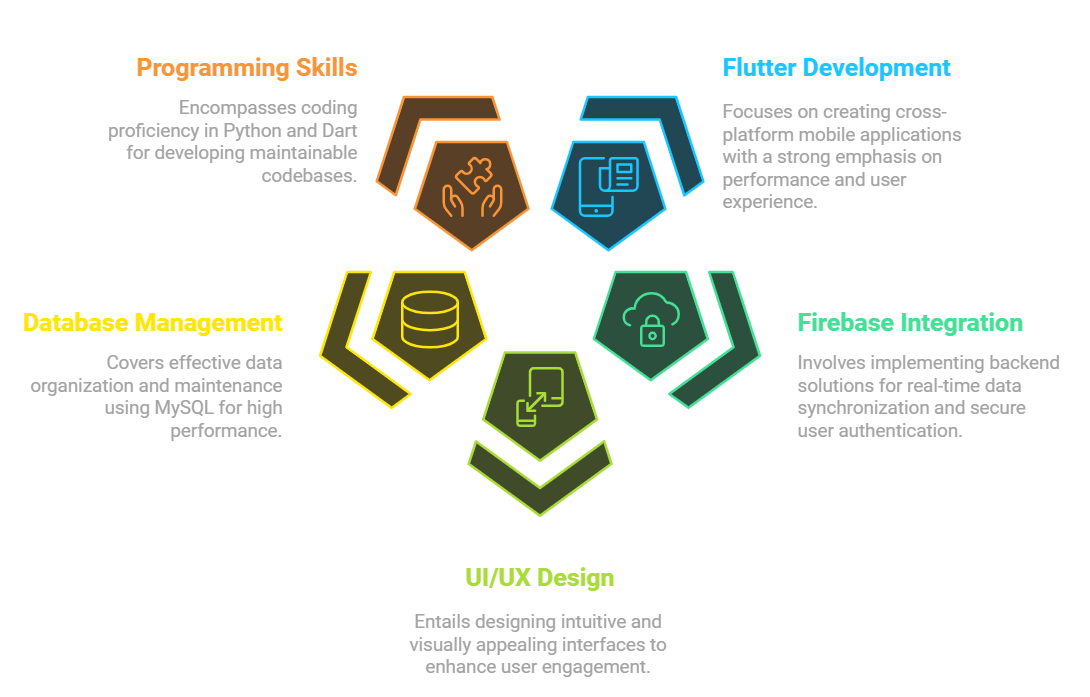 Programming Skills
Encompasses coding
proficiency in Python and Dart
for developing maintainable
codebases.
Flutter Development
Focuses on creating cross-
platform mobile applications
with a strong emphasis on
performance and user
experience.
Database Management
Covers effective data
organization and maintenance
using MySQL for high
performance.
Firebase Integration
Involves implementing backend
solutions for real-time data
synchronization and secure
user authentication.
UI/UX Design
Entails designing intuitive and
visually appealing interfaces to
enhance user engagement.